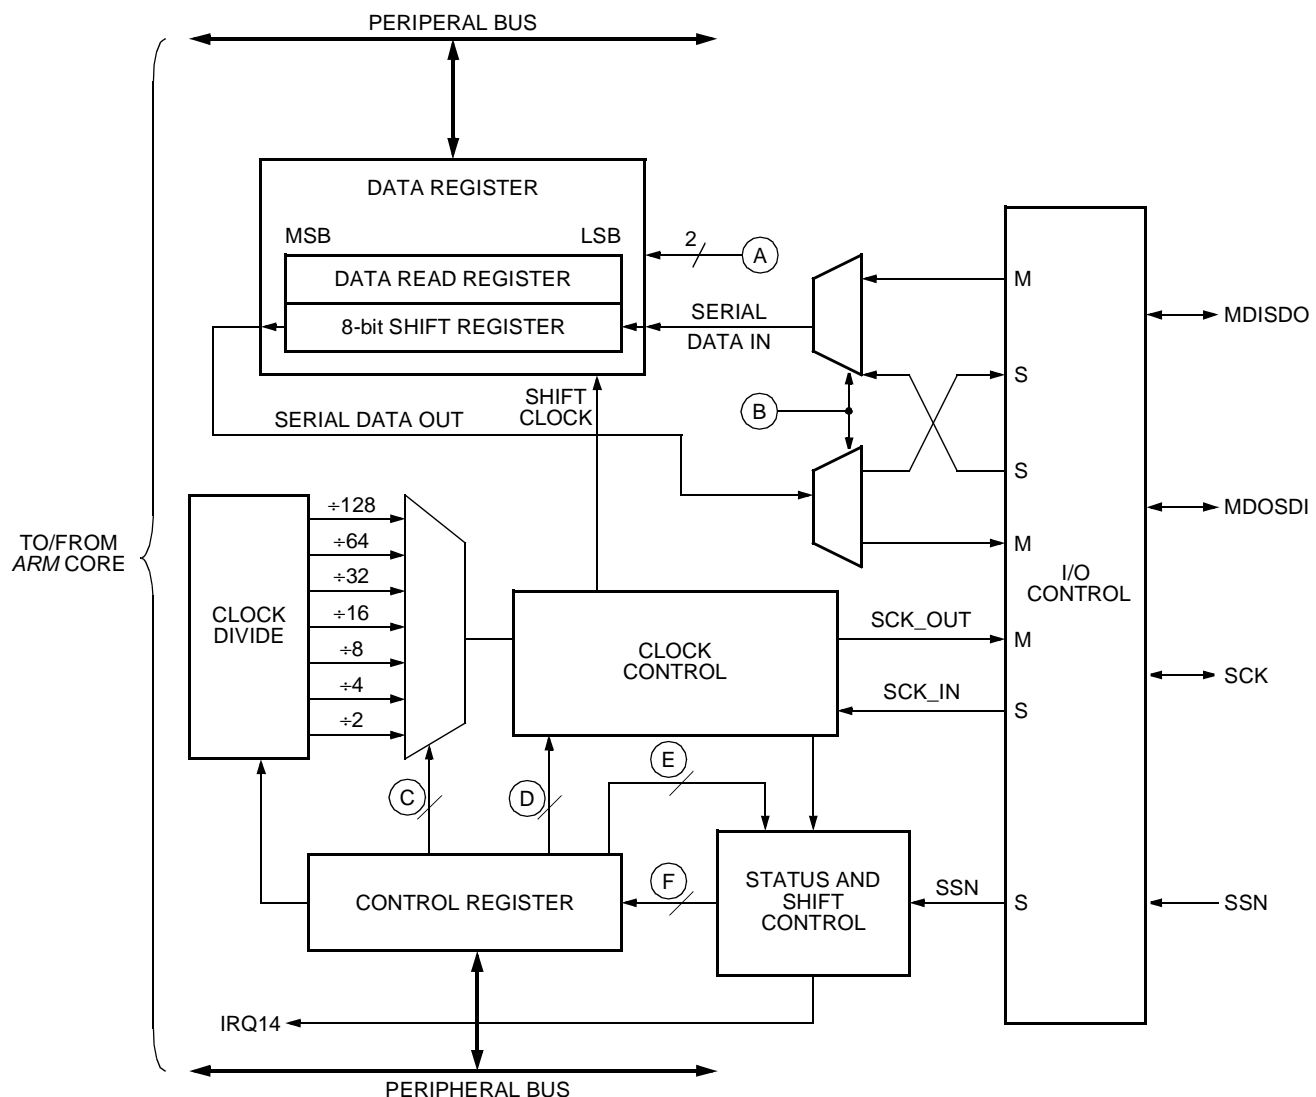 PERIPERAL BUS
DATA REGISTER
MSB
LSB
2
A
DATA READ REGISTER
8-bit SHIFT REGISTER
SERIAL
DATA IN
M
MDISDO
S
SHIFT
CLOCK
B
SERIAL DATA OUT
S
MDOSDI
M
I/O
CONTROL
TO/FROM
ARM CORE
CLOCK
DIVIDE
÷128
÷64
÷32
÷16
÷8
÷4
÷2
CLOCK
CONTROL
SCK_OUT
M
SCK_IN
S
SCK
C
D
E
F
CONTROL REGISTER
STATUS AND
SHIFT
CONTROL
SSN
S
SSN
IRQ14
PERIPHERAL BUS